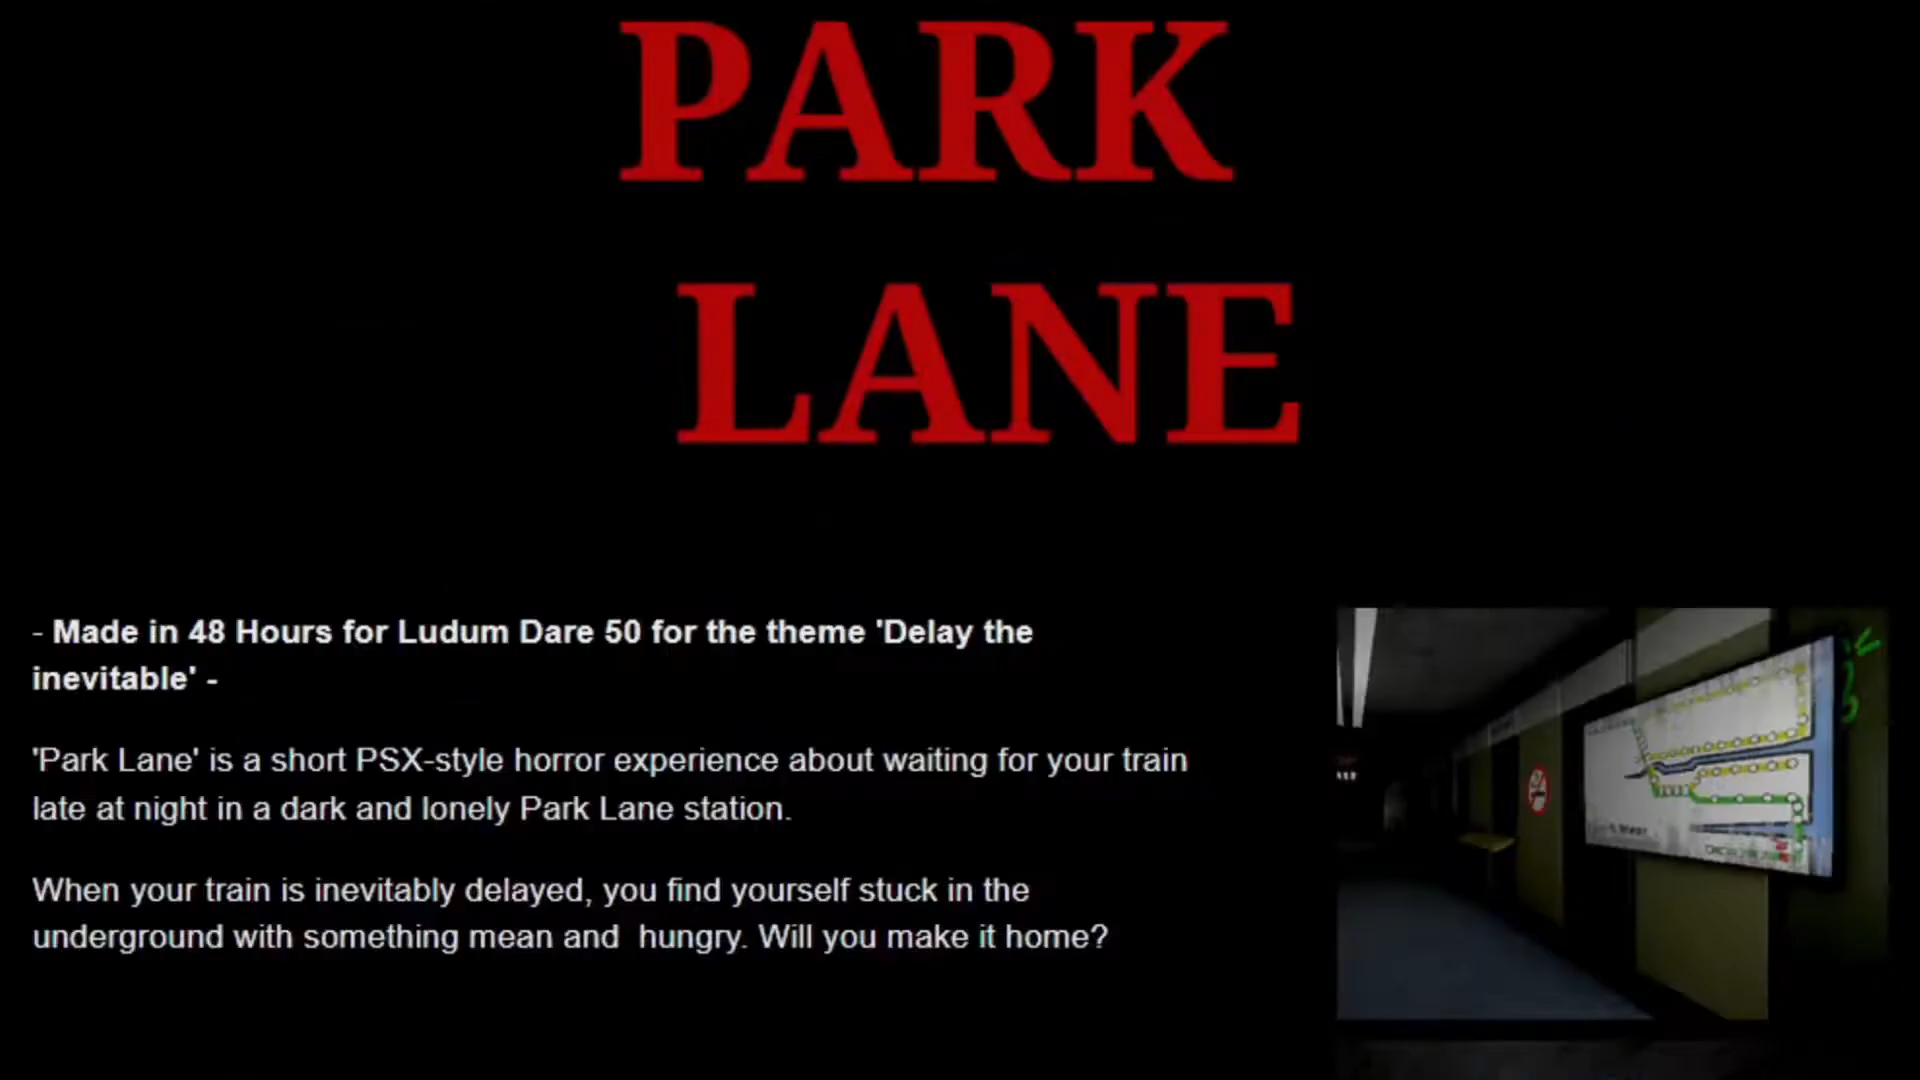 PARK
LANE
- Made in 48 Hours for Ludum Dare 50 for the theme 'Delay the
inevitable' -
'Park Lane' is a short PSX-style horror experience about waiting for your train
late at night in a dark and lonely Park Lane station.
When your train is inevitably delayed, you find yourself stuck in the
underground with something mean and  hungry. Will you make it home?